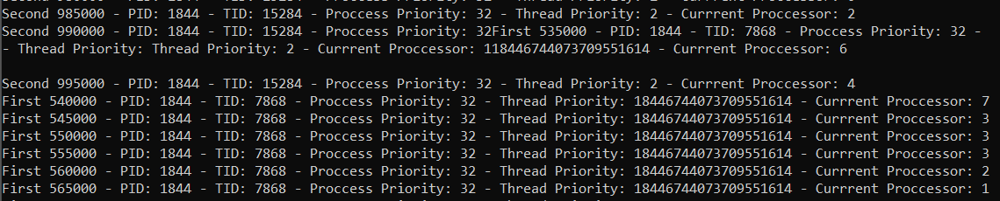 Second 985000 - PID: 1844 - TID: 15284 - Proccess Priority: 32 - Thread Priority: 2 - Currrent Proccessor: 2
Second 990000 - PID: 1844 - TID: 15284 - Proccess Priority: 32First 535000 - PID: 1844 - TID: 7868 - Proccess Priority: 32 -
- Thread Priority: Thread Priority: 2 - Currrent Proccessor: 118446744073709551614 - Currrent Proccessor: 6
Second 995000 - PID: 1844 - TID: 15284 - Proccess Priority: 32 - Thread Priority: 2 - Currrent Proccessor: 4
First 540000 - PID: 1844 - TID: 7868 - Proccess Priority: 32 - Thread Priority: 18446744073709551614 - Currrent Proccessor: 7
First 545000 - PID: 1844 - TID: 7868 - Proccess Priority: 32 - Thread Priority: 18446744073709551614 - Currrent Proccessor: 3
First 550000 - PID: 1844 - TID: 7868 - Proccess Priority: 32 - Thread Priority: 18446744073709551614 - Currrent Proccessor: 3
First 555000 - PID: 1844 - TID: 7868 - Proccess Priority: 32 - Thread Priority: 18446744073709551614 - Currrent Proccessor: 3
First 560000 - PID: 1844 - TID: 7868 - Proccess Priority: 32 - Thread Priority: 18446744073709551614 - Currrent Proccessor: 2
First 565000 - PID: 1844 - TID: 7868 - Proccess Priority: 32 - Thread Priority: 18446744073709551614 - Currrent Proccessor: 1